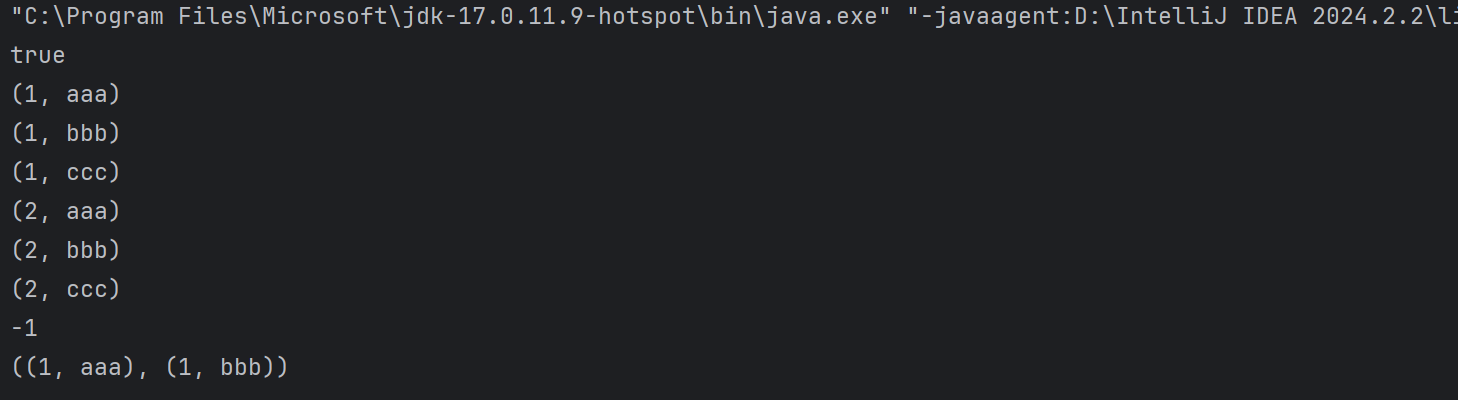 "C:\Program Files\Microsoft\jdk-17.0.11.9-hotspot\bin\java.exe" "-javaagent:D:\IntelliJ IDEA 2024.2.2\li
true
(1, aaa)
(1, bbb)
(1, ccc)
(2, aaa)
(2, bbb)
(2, ccc)
-1
((1, aaa), (1, bbb))